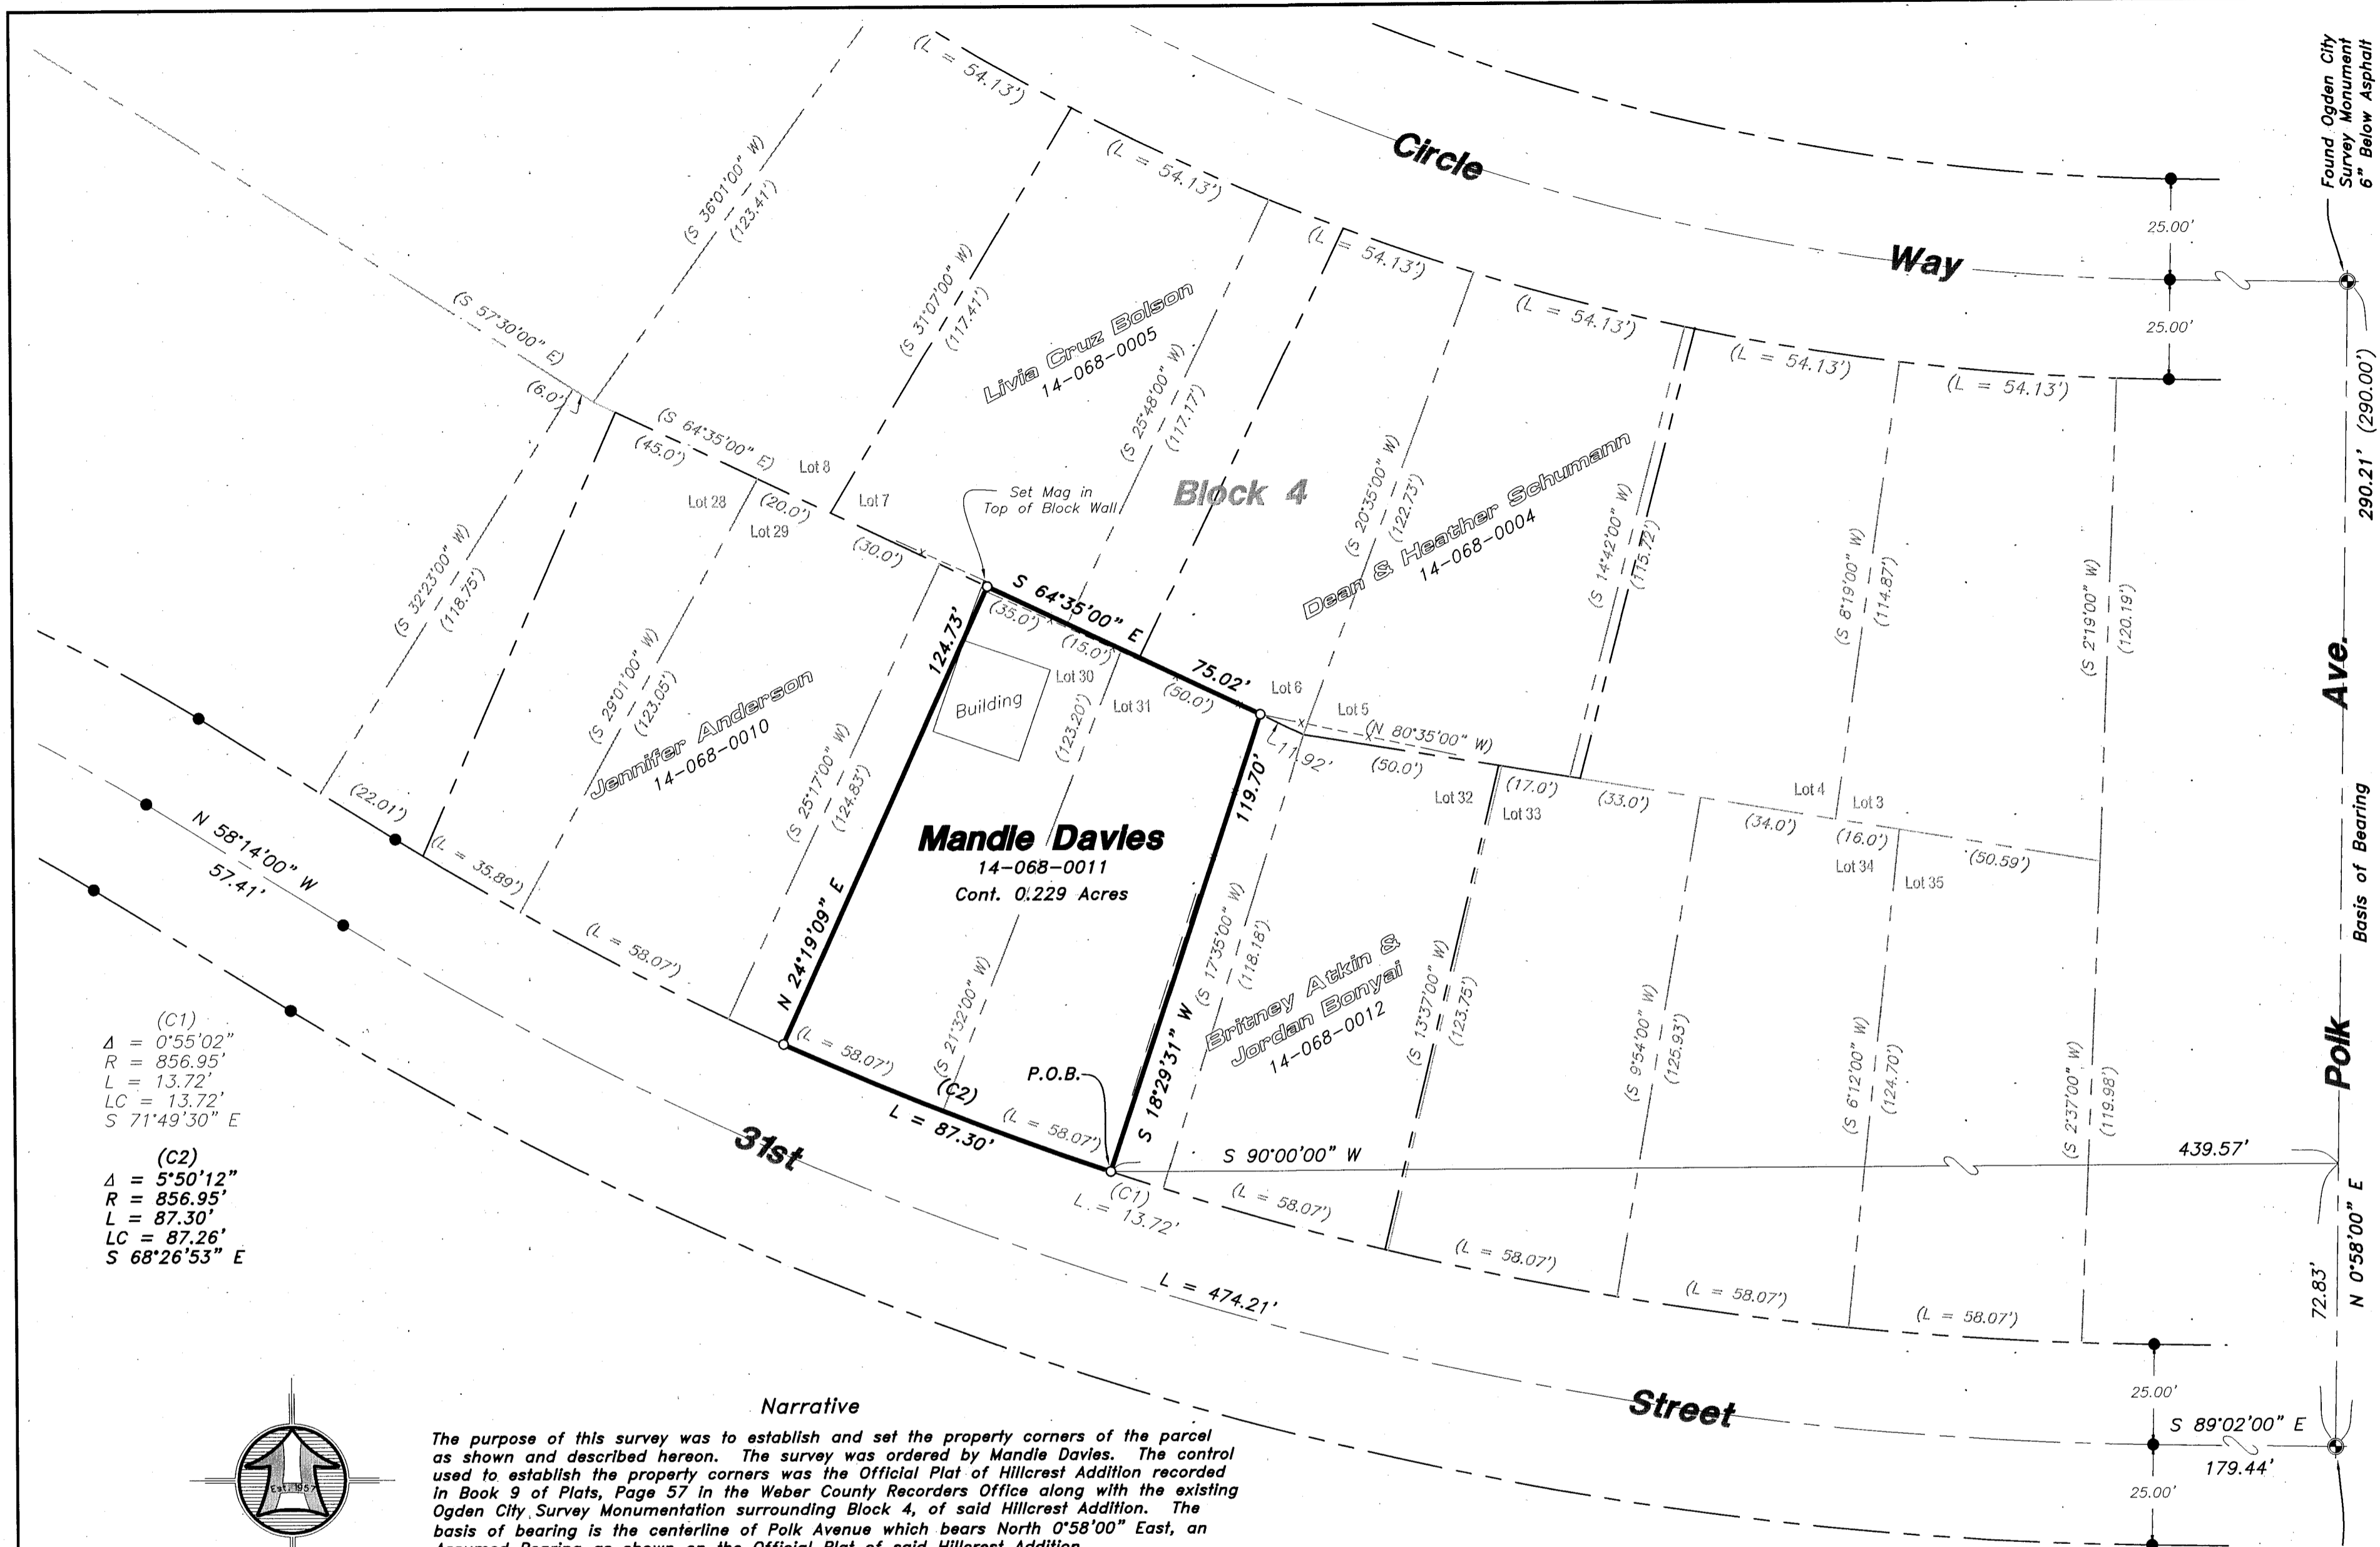 Circle
Way
Found Ogden City
Survey Monument
6" Below Asphalt
(L = 54.13')
(L = 54.13')
(L = 54.13')
(L = 54.13')
(L = 54.13')
(L = 54.13')
25.00'
25.00'
290.21' (290.00')
(S 36°01'00" W)
(123.41')
(S 31°07'00" W)
(117.41')
Livia Cruz Bolson
14-068-0005
(S 25°48'00" W)
(117.17')
Block 4
(S 20°35'00" W)
(122.73')
Dean & Heather Schumann
14-068-0004
(S 14°42'00" W)
(115.72')
(S 8°19'00" W)
(114.87')
(S 2°19'00" W)
(120.19')
(S 57°30'00" E)
(6.0')
(S 64°35'00" E)
(45.0')
Lot 8
Lot 7
Lot 28
(20.0')
Lot 29
(30.0')
Set Mag in
Top of Block Wall
S 64°35'00" E
75.02'
(35.0')
(15.0')
(50.0')
Lot 30
Lot 31
Lot 6
Lot 5
(N 80°35'00" W)
11.92'
(50.0')
Lot 32
(17.0')
Lot 33
(33.0')
Lot 4
Lot 3
(34.0')
(16.0')
Lot 34
Lot 35
(50.59')
(S 32°23'00" W)
(118.75')
(S 29°01'00" W)
(123.05')
Jennifer Anderson
14-068-0010
(S 25°17'00" W)
(124.83')
124.73'
N 24°19'09" E
Building
(123.20')
(S 21°32'00" W)
Mandie Davies
14-068-0011
Cont. 0.229 Acres
119.70'
S 18°29'31" W
(S 17°35'00" W)
(118.18')
Britney Atkin &
Jordan Bonyai
14-068-0012
(S 13°37'00" W)
(123.75')
(S 9°54'00" W)
(125.93')
(S 6°12'00" W)
(124.70')
(S 2°37'00" W)
(119.98')
Polk Ave.
Basis of Bearing
N 0°58'00" E
72.83'
439.57'
S 90°00'00" W
P.O.B.
(22.01')
(L = 35.89')
(L = 58.07')
(L = 58.07')
(C2)
L = 87.30'
(L = 58.07')
(C1)
L = 13.72'
(L = 58.07')
(L = 58.07')
(L = 58.07')
(L = 58.07')
N 58°14'00" W
57.41'
31st
Street
L = 474.21'
25.00'
25.00'
S 89°02'00" E
179.44'
(C1)
Δ = 0°55'02"
R = 856.95'
L = 13.72'
LC = 13.72'
S 71°49'30" E
(C2)
Δ = 5°50'12"
R = 856.95'
L = 87.30'
LC = 87.26'
S 68°26'53" E
Est. 1957
Narrative
The purpose of this survey was to establish and set the property corners of the parcel
as shown and described hereon. The survey was ordered by Mandie Davies. The control
used to establish the property corners was the Official Plat of Hillcrest Addition recorded
in Book 9 of Plats, Page 57 in the Weber County Recorders Office along with the existing
Ogden City Survey Monumentation surrounding Block 4, of said Hillcrest Addition. The
basis of bearing is the centerline of Polk Avenue which bears North 0°58'00" East, an
Assumed Bearing as shown on the Official Plat of said Hillcrest Addition.